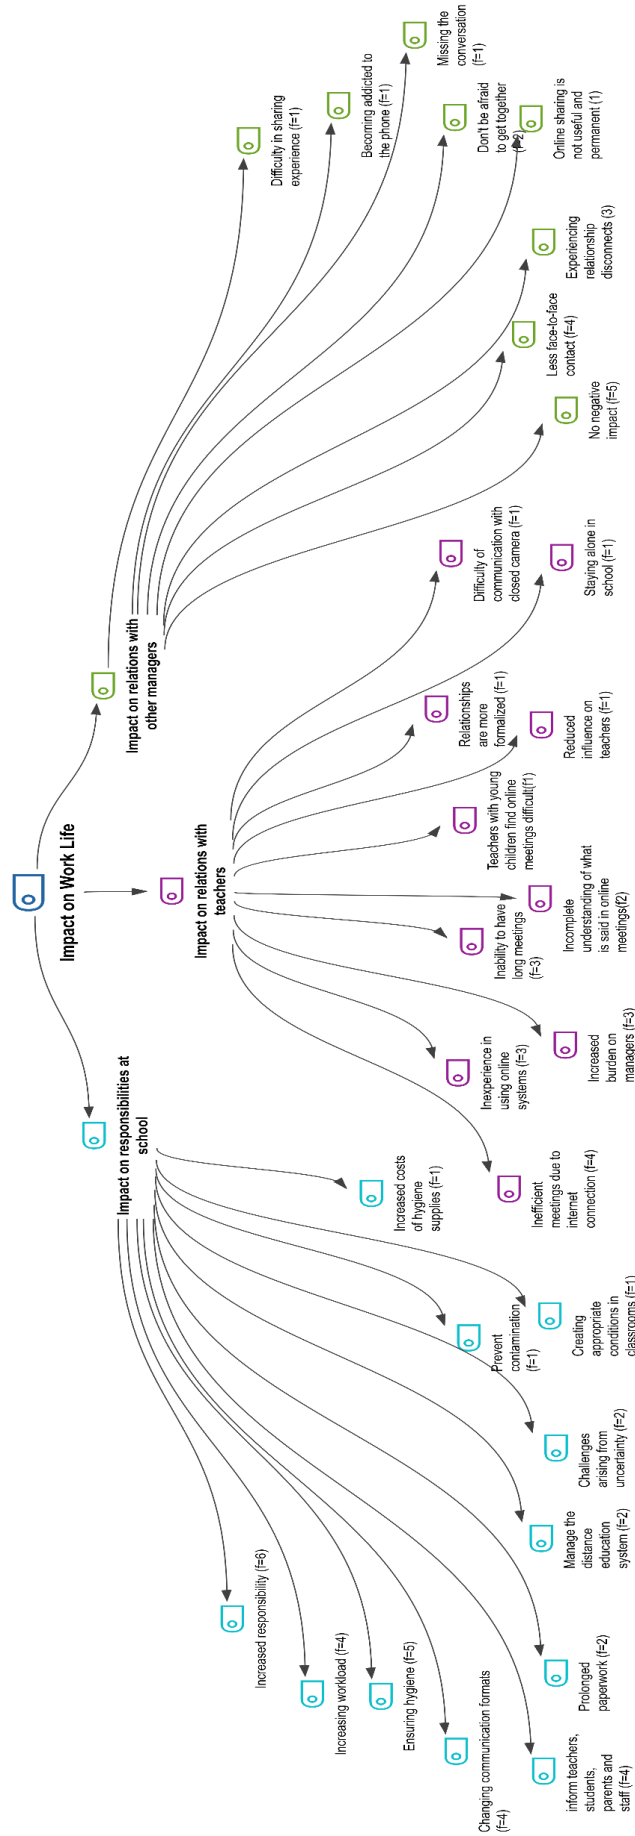 Impact on Work Life
Impact on responsibilities at
school
Impact on relations with
teachers
Impact on relations with
other managers
Increased responsibility (f=6)
Increasing workload (f=4)
Ensuring hygiene (f=5)
Changing communication formats
(f=4)
inform teachers,
students,
parents and
staff (f=4)
Prolonged
paperwork (f=2)
Manage the
distance
education
system (f=2)
Challenges
arising from
uncertainty (f=2)
Prevent
contamination
(f=1)
Creating
appropriate
conditions in
classrooms (f=1)
Increased costs
of hygiene
supplies (f=1)
Inefficient
meetings due to
internet
connection (f=4)
Inexperience in
using online
systems (f=3)
Increased
burden on
managers (f=3)
Inability to have
long meetings
(f=3)
Incomplete
understanding of what
is said in online
meetings(f2)
Teachers with young
children find online
meetings difficult(f1)
Reduced
influence on
teachers (f=1)
Relationships
are more
formalized (f=1)
Staying alone in
school (f=1)
Difficulty of
communication with
closed camera (f=1)
No negative
impact (f=5)
Less face-to-face
contact (f=4)
Experiencing
relationship
disconnects (3)
Online sharing is
not useful and
permanent (1)
Don't be afraid
to get together
(f=2)
Missing the
conversation
(f=1)
Becoming addicted to
the phone (f=1)
Difficulty in sharing
experience (f=1)